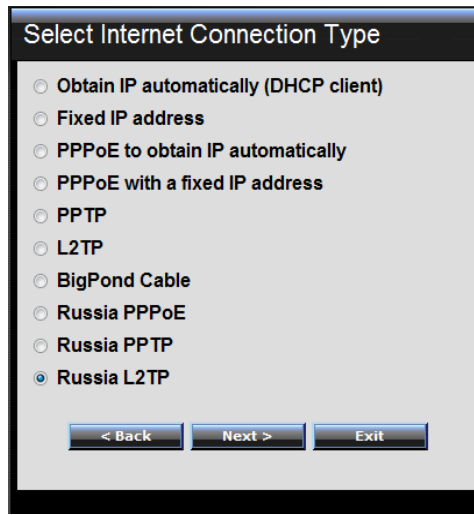 Select Internet Connection Type
Obtain IP automatically (DHCP client)
Fixed IP address
PPPoE to obtain IP automatically
PPPoE with a fixed IP address
PPTP
L2TP
BigPond Cable
Russia PPPoE
Russia PPTP
Russia L2TP
< Back Next > Exit